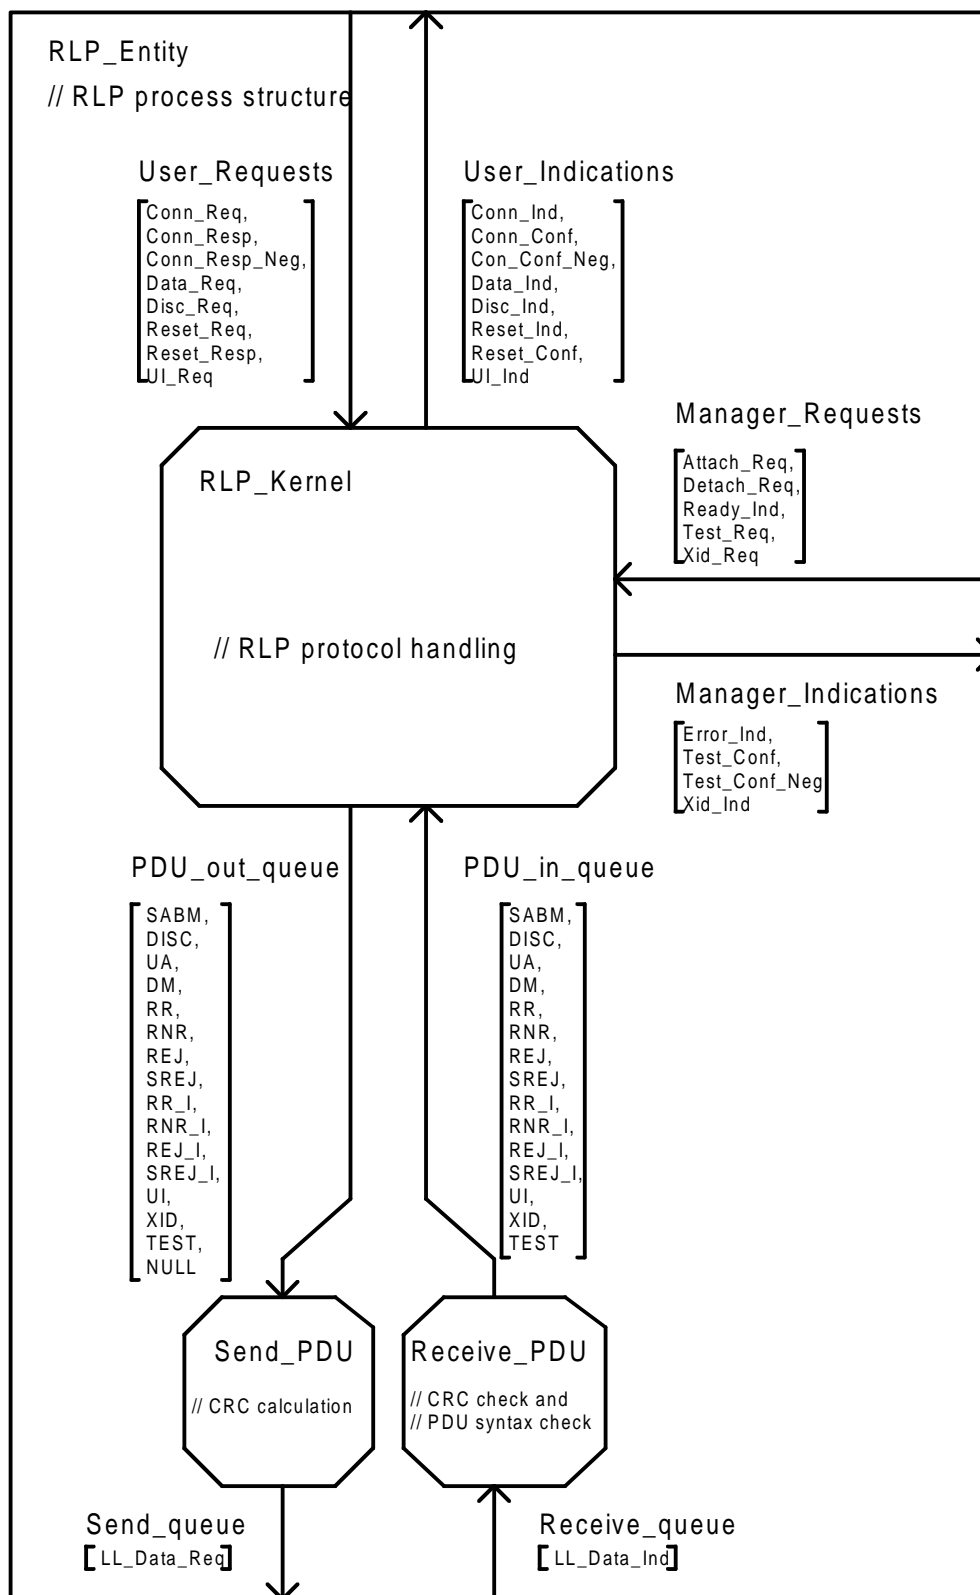 RLP_Entity
// RLP process structure
User_Requests
Conn_Req,
Conn_Resp,
Conn_Resp_Neg,
Data_Req,
Disc_Req,
Reset_Req,
Reset_Resp,
UI_Req
User_Indications
Conn_Ind,
Conn_Conf,
Con_Conf_Neg,
Data_Ind,
Disc_Ind,
Reset_Ind,
Reset_Conf,
UI_Ind
Manager_Requests
Attach_Req,
Detach_Req,
Ready_Ind,
Test_Req,
Xid_Req
RLP_Kernel
// RLP protocol handling
Manager_Indications
Error_Ind,
Test_Conf,
Test_Conf_Neg
Xid_Ind
PDU_out_queue
SABM,
DISC,
UA,
DM,
RR,
RNR,
REJ,
SREJ,
RR_I,
RNR_I,
REJ_I,
SREJ_I,
UI,
XID,
TEST,
NULL
PDU_in_queue
SABM,
DISC,
UA,
DM,
RR,
RNR,
REJ,
SREJ,
RR_I,
RNR_I,
REJ_I,
SREJ_I,
UI,
XID,
TEST
Send_PDU
// CRC calculation
Receive_PDU
// CRC check and
// PDU syntax check
Send_queue
LL_Data_Req
Receive_queue
LL_Data_Ind